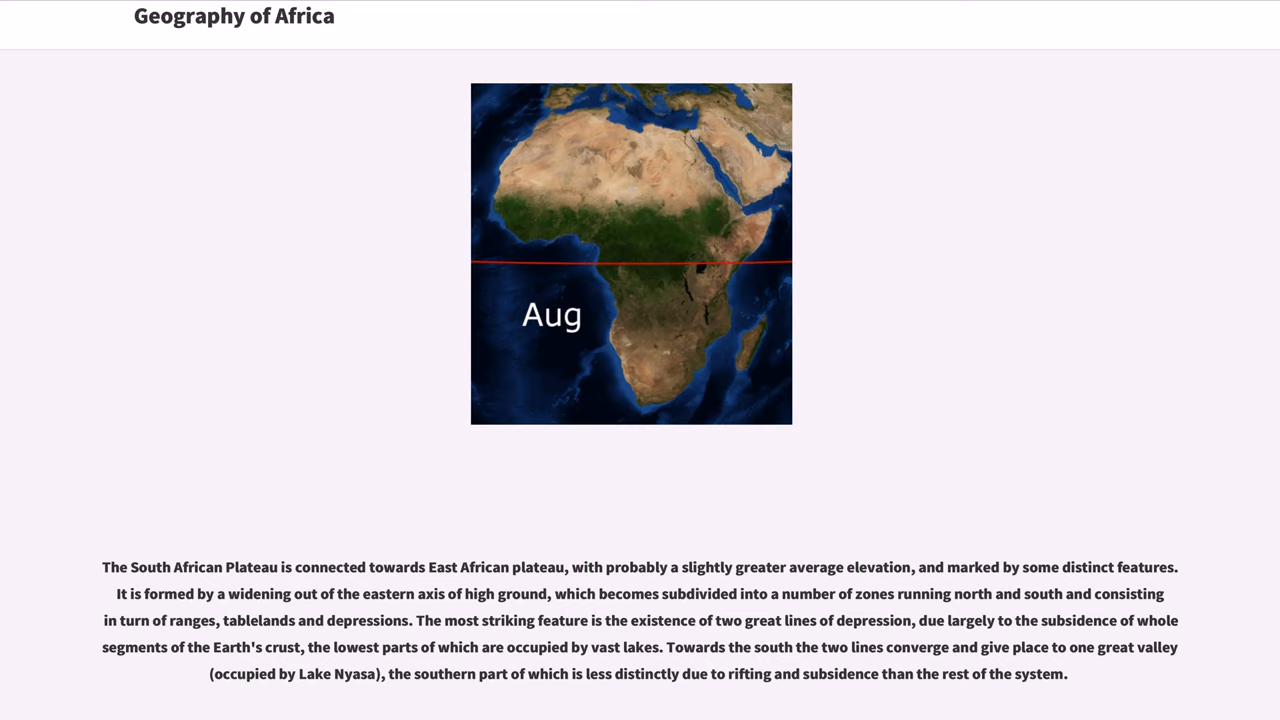 Geography of Africa
Aug
The South African Plateau is connected towards East African plateau, with probably a slightly greater average elevation, and marked by some distinct features.
It is formed by a widening out of the eastern axis of high ground, which becomes subdivided into a number of zones running north and south and consisting
in turn of ranges, tablelands and depressions. The most striking feature is the existence of two great lines of depression, due largely to the subsidence of whole
segments of the Earth's crust, the lowest parts of which are occupied by vast lakes. Towards the south the two lines converge and give place to one great valley
(occupied by Lake Nyasa), the southern part of which is less distinctly due to rifting and subsidence than the rest of the system.